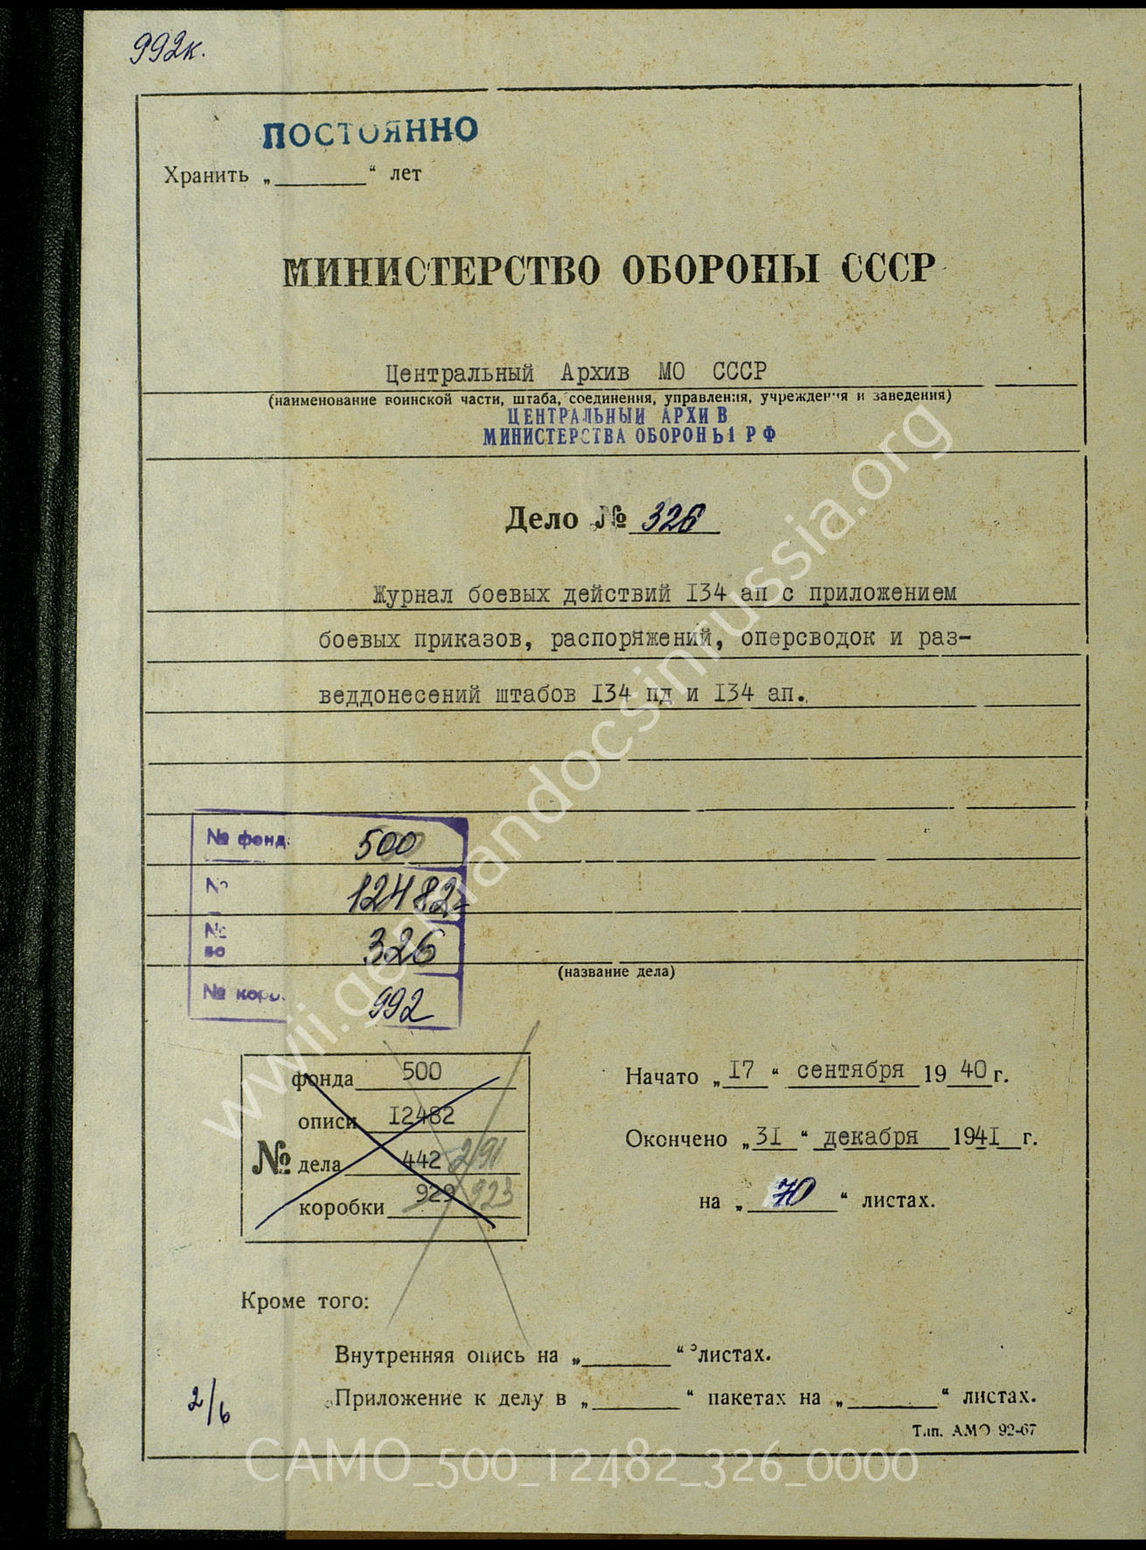 992к.
ПОСТОЯННО
Хранить „ “ лет
МИНИСТЕРСТВО ОБОРОНЫ СССР
Центральный Архив МО СССР
(наименование воинской части, штаба, соединения, управления, учреждения и заведения)
ЦЕНТРАЛЬНЫЙ АРХИВ
МИНИСТЕРСТВА ОБОРОНЫ РФ
Дело № 326
Журнал боевых действий 134 ап с приложением
боевых приказов, распоряжений, оперсводок и раз-
веддонесений штабов 134 пд и 134 ап.
№ фонд. 500
№ 12482
№ 326
№ кор. 992
(название дела)
фонда 500
описи 12482
№ дела 442 2191
коробки 929 923
Начато „17“ сентября 1940 г.
Окончено „31“ декабря 1941 г.
на „70“ листах.
Кроме того:
Внутренняя опись на „ “ листах.
Приложение к делу в „ “ пакетах на „ “ листах.
2/6
Тип. АМО 92-67
wwii.germandocsinrussia.org
CAMO_500_12482_326_0000